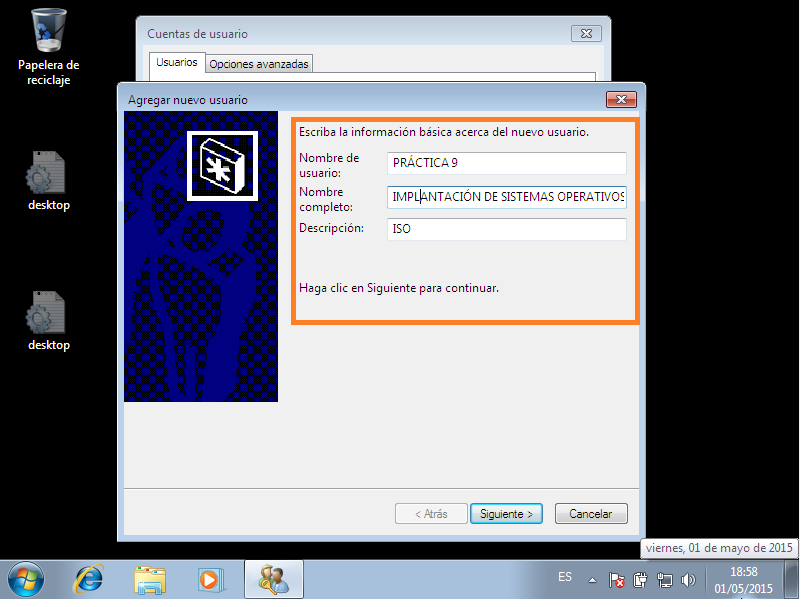 Papelera de
reciclaje
desktop
desktop
Cuentas de usuario
Usuarios
Opciones avanzadas
Agregar nuevo usuario
Escriba la información básica acerca del nuevo usuario.
Nombre de
usuario:
PRÁCTICA 9
Nombre
completo:
IMPLANTACIÓN DE SISTEMAS OPERATIVOS
Descripción:
ISO
Haga clic en Siguiente para continuar.
< Atrás
Siguiente >
Cancelar
viernes, 01 de mayo de 2015
ES
18:58
01/05/2015